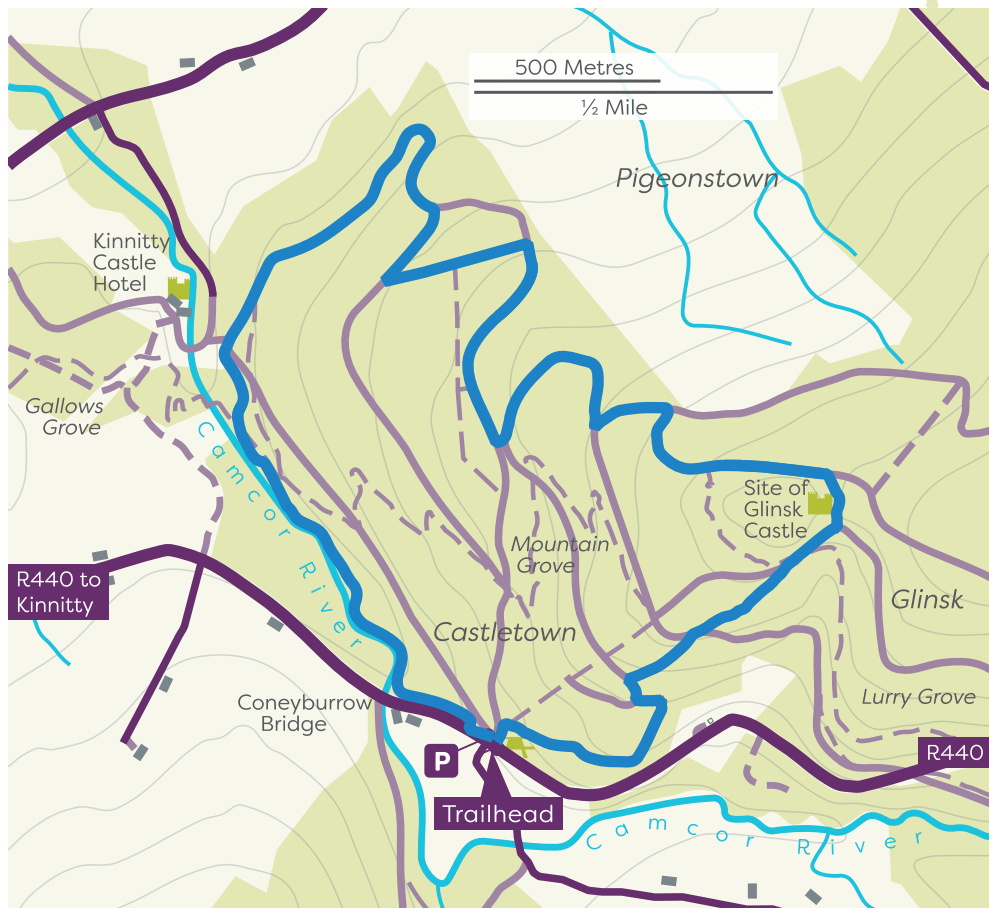 500 Metres
½ Mile
Pigeonstown
Kinnitty
Castle
Hotel
Gallows
Grove
Camcor
River
Site of
Glinsk
Castle
Mountain
Grove
R440 to
Kinnitty
Glinsk
Castletown
Lurry Grove
Coneyburrow
Bridge
R440
P
Trailhead
Camcor River